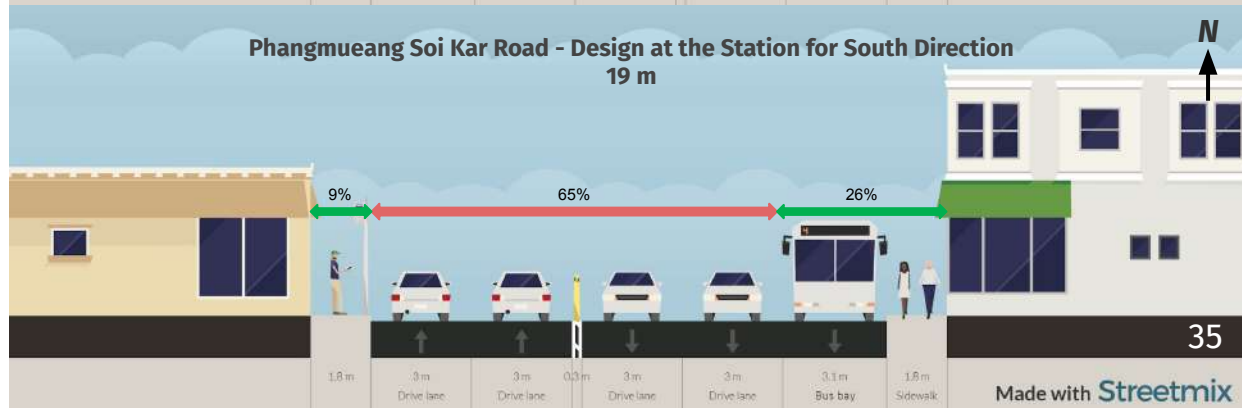 Phangmueang Soi Kar Road - Design at the Station for South Direction
19 m
N
9%
65%
26%
4
35
1.8 m
3 m
3 m
0.3 m
3 m
3 m
3.1 m
1.8 m
Drive lane
Drive lane
Drive lane
Drive lane
Bus bay
Sidewalk
Made with Streetmix